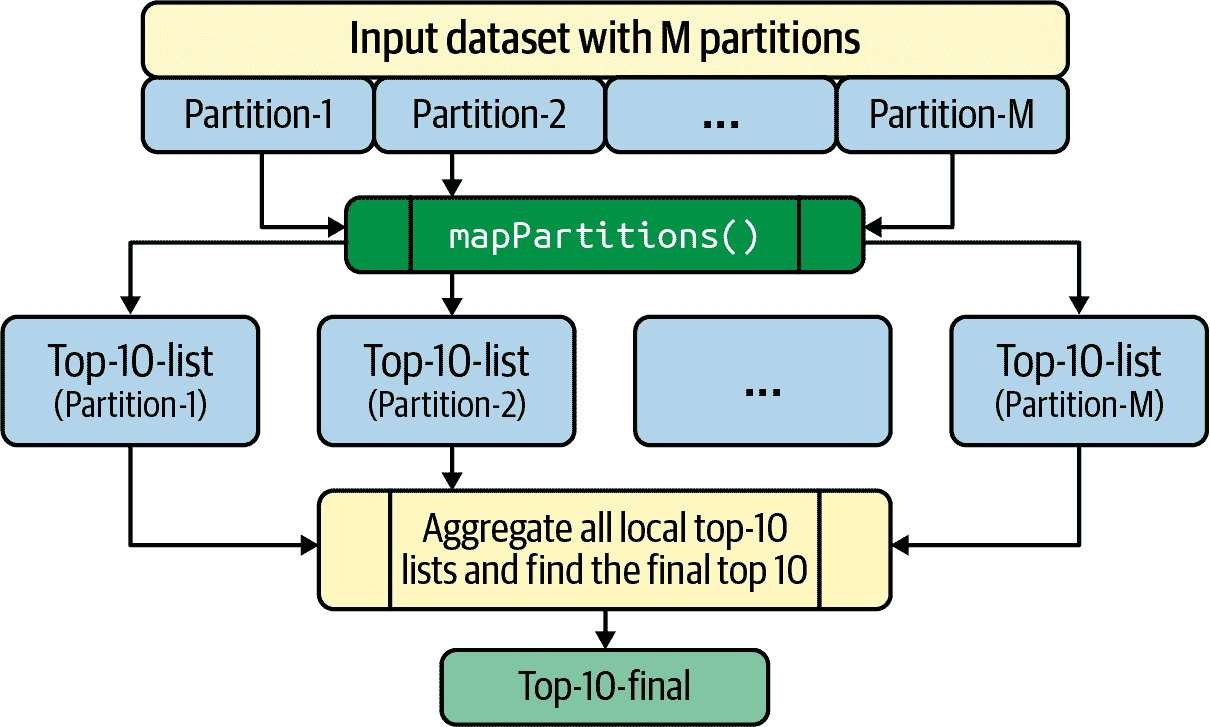 Input dataset with M partitions
Partition-1
Partition-2
...
Partition-M
mapPartitions()
Top-10-list
(Partition-1)
Top-10-list
(Partition-2)
...
Top-10-list
(Partition-M)
Aggregate all local top-10
lists and find the final top 10
Top-10-final